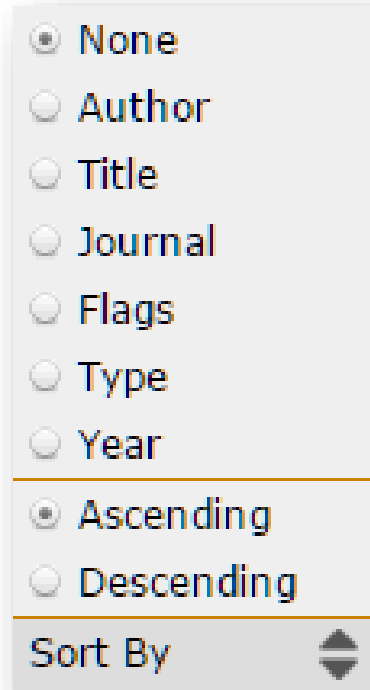 None
Author
Title
Journal
Flags
Type
Year
Ascending
Descending
Sort By